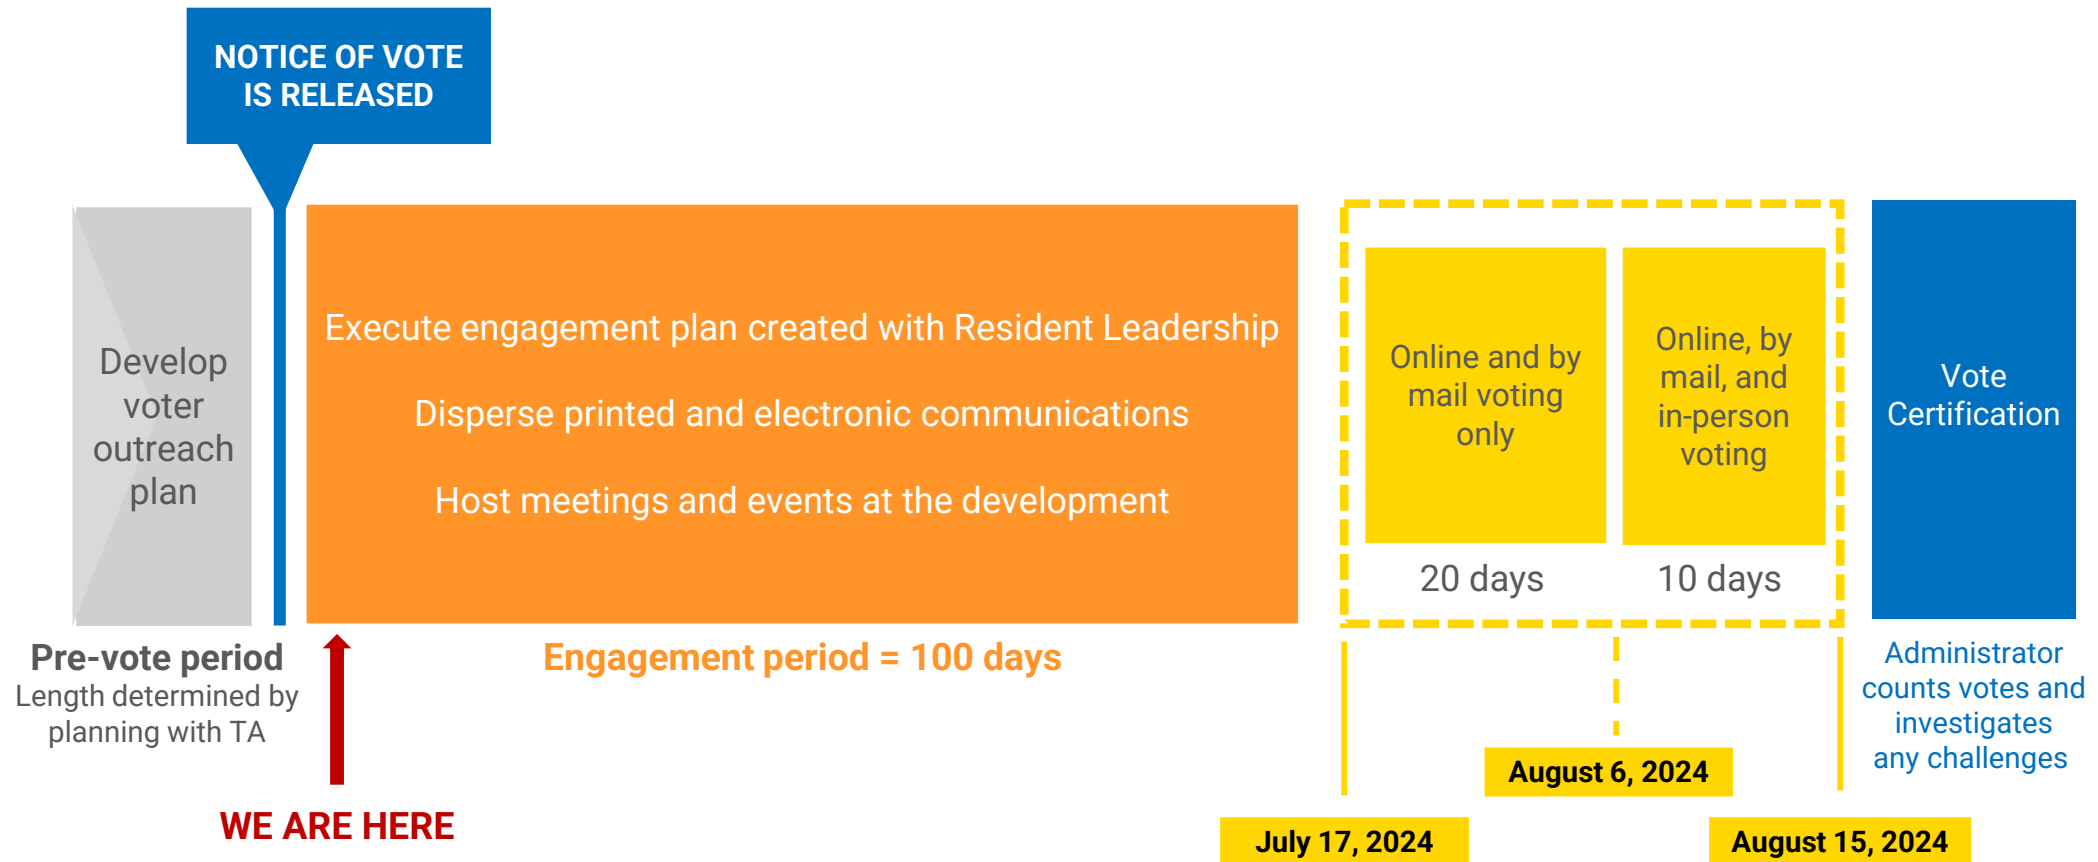 NOTICE OF VOTE
IS RELEASED
Develop
voter
outreach
plan
Pre-vote period
Length determined by
planning with TA
WE ARE HERE
Execute engagement plan created with Resident Leadership
Disperse printed and electronic communications
Host meetings and events at the development
Engagement period = 100 days
Online and by
mail voting
only
20 days
Online, by
mail, and
in-person
voting
10 days
July 17, 2024
August 6, 2024
August 15, 2024
Vote
Certification
Administrator
counts votes and
investigates
any challenges